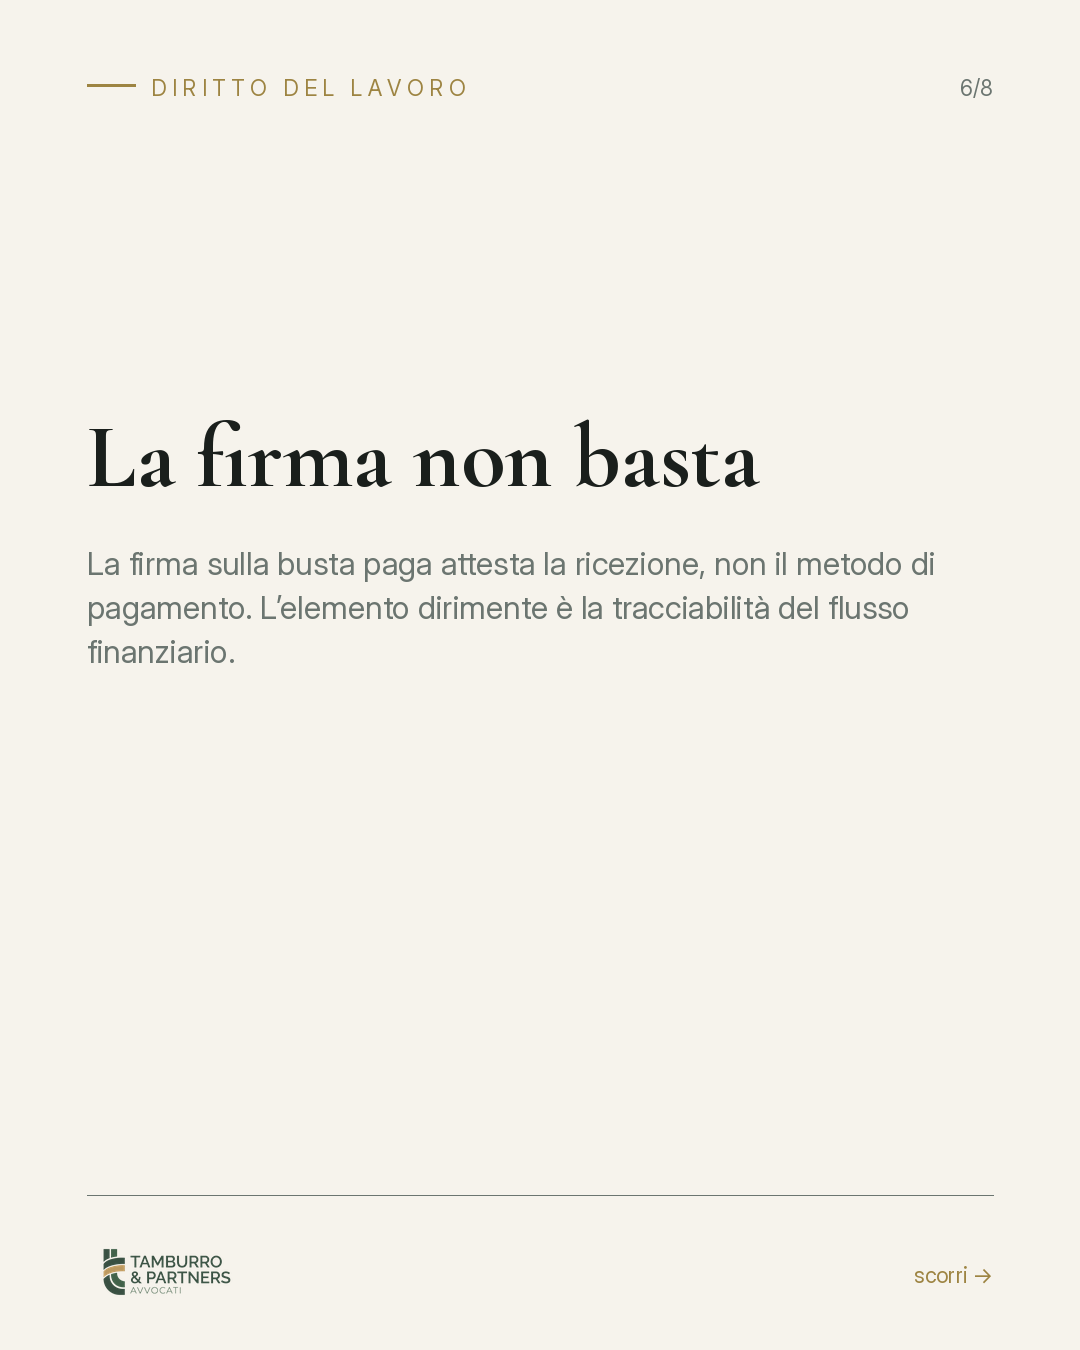 DIRITTO DEL LAVORO
6/8
La firma non basta
La firma sulla busta paga attesta la ricezione, non il metodo di
pagamento. L’elemento dirimente è la tracciabilità del flusso
finanziario.
TAMBURRO
& PARTNERS
AVVOCATI
scorri →